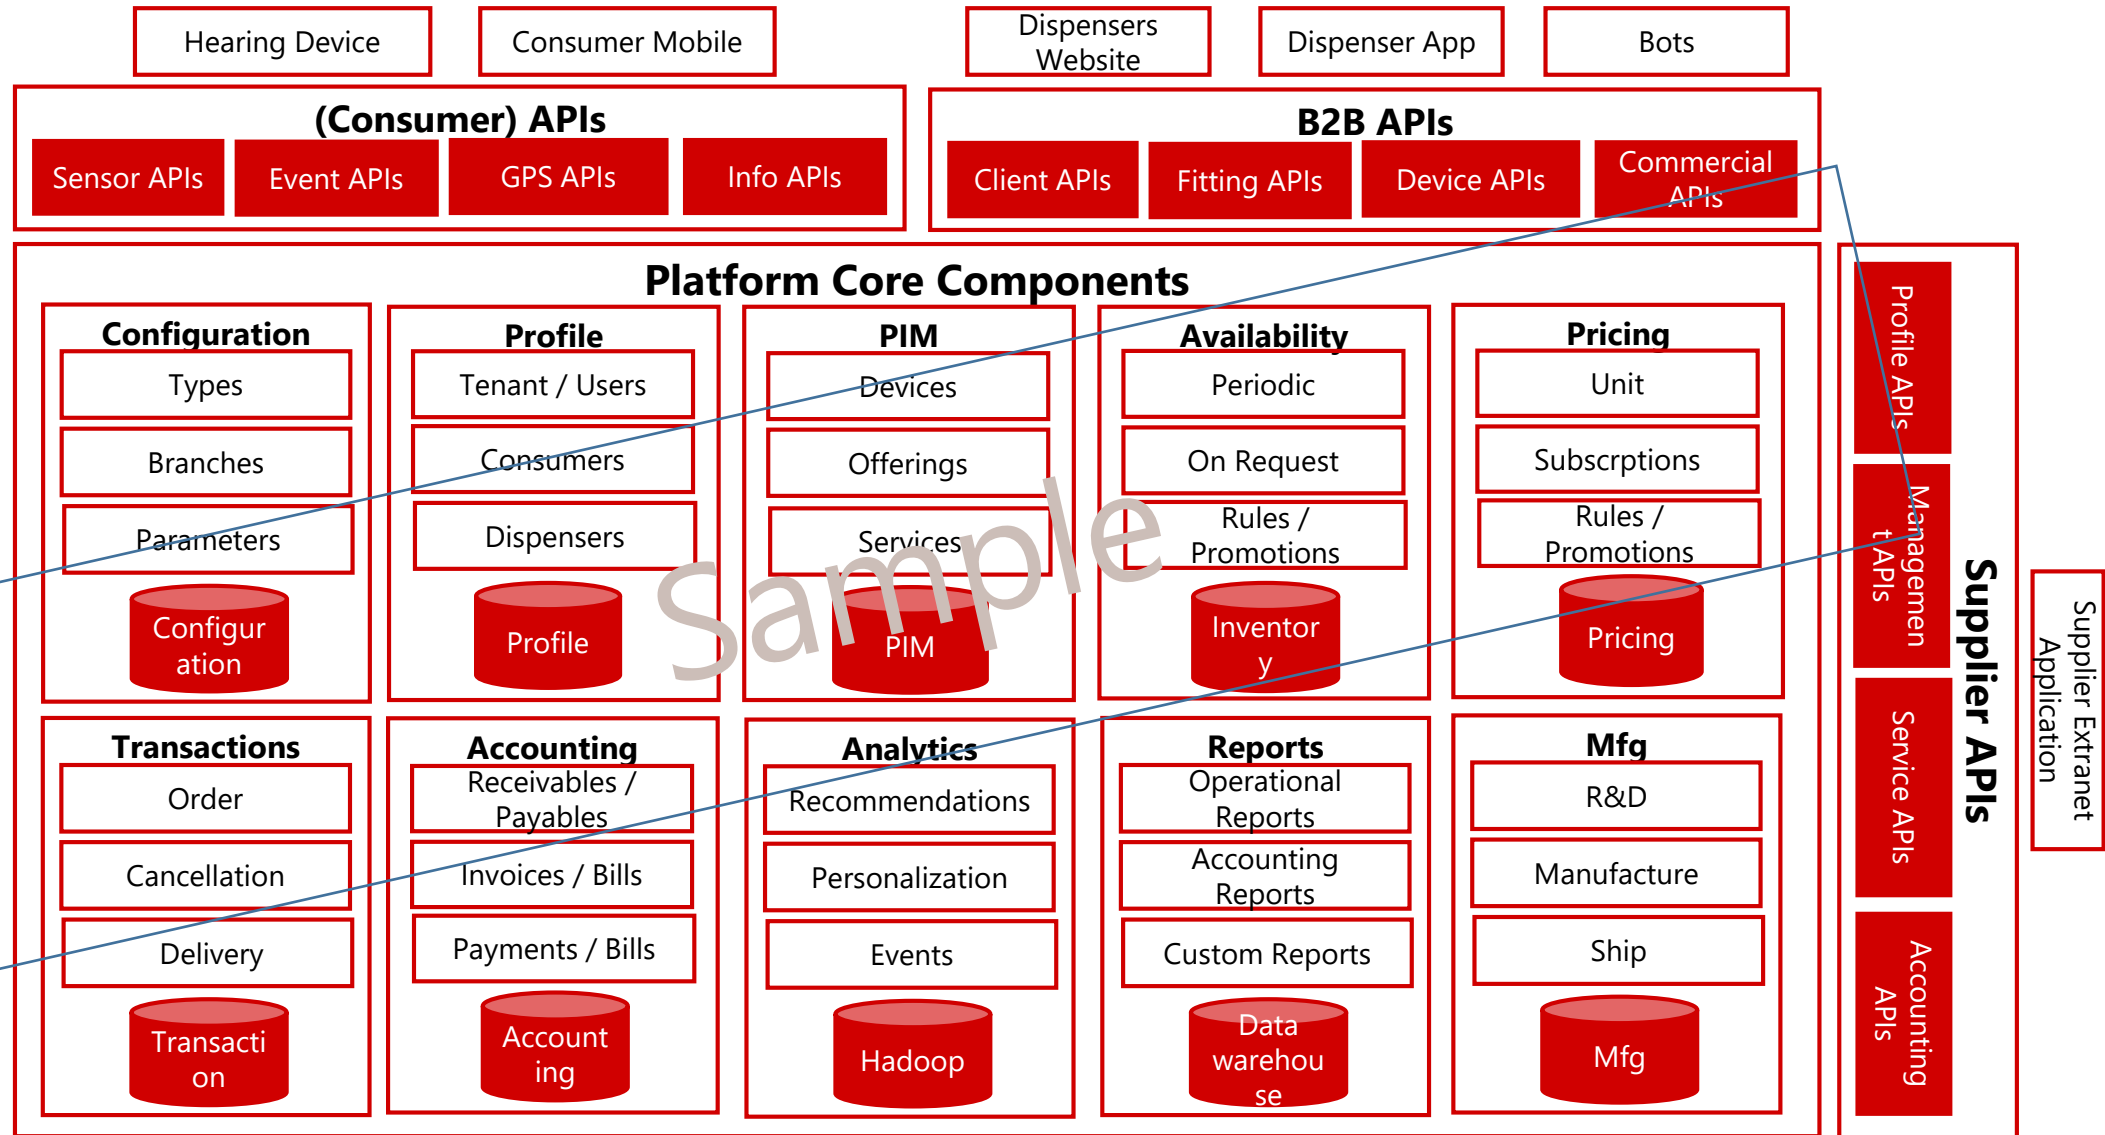 Hearing Device
Consumer Mobile
Dispensers
Website
Dispenser App
Bots
(Consumer) APIs
Sensor APIs
Event APIs
GPS APIs
Info APIs
B2B APIs
Client APIs
Fitting APIs
Device APIs
Commercial
APIs
Platform Core Components
Configuration
Types
Branches
Parameters
Configur
ation
Profile
Tenant / Users
Consumers
Dispensers
Profile
PIM
Devices
Offerings
Services
PIM
Availability
Periodic
On Request
Rules /
Promotions
Inventor
y
Pricing
Unit
Subscrptions
Rules /
Promotions
Pricing
Sample
Transactions
Order
Cancellation
Delivery
Transacti
on
Accounting
Receivables /
Payables
Invoices / Bills
Payments / Bills
Account
ing
Analytics
Recommendations
Personalization
Events
Hadoop
Reports
Operational
Reports
Accounting
Reports
Custom Reports
Data
warehou
se
Mfg
R&D
Manufacture
Ship
Mfg
Supplier APIs
Profile APIs
Managemen
t APIs
Service APIs
Accounting
APIs
Supplier Extranet
Application